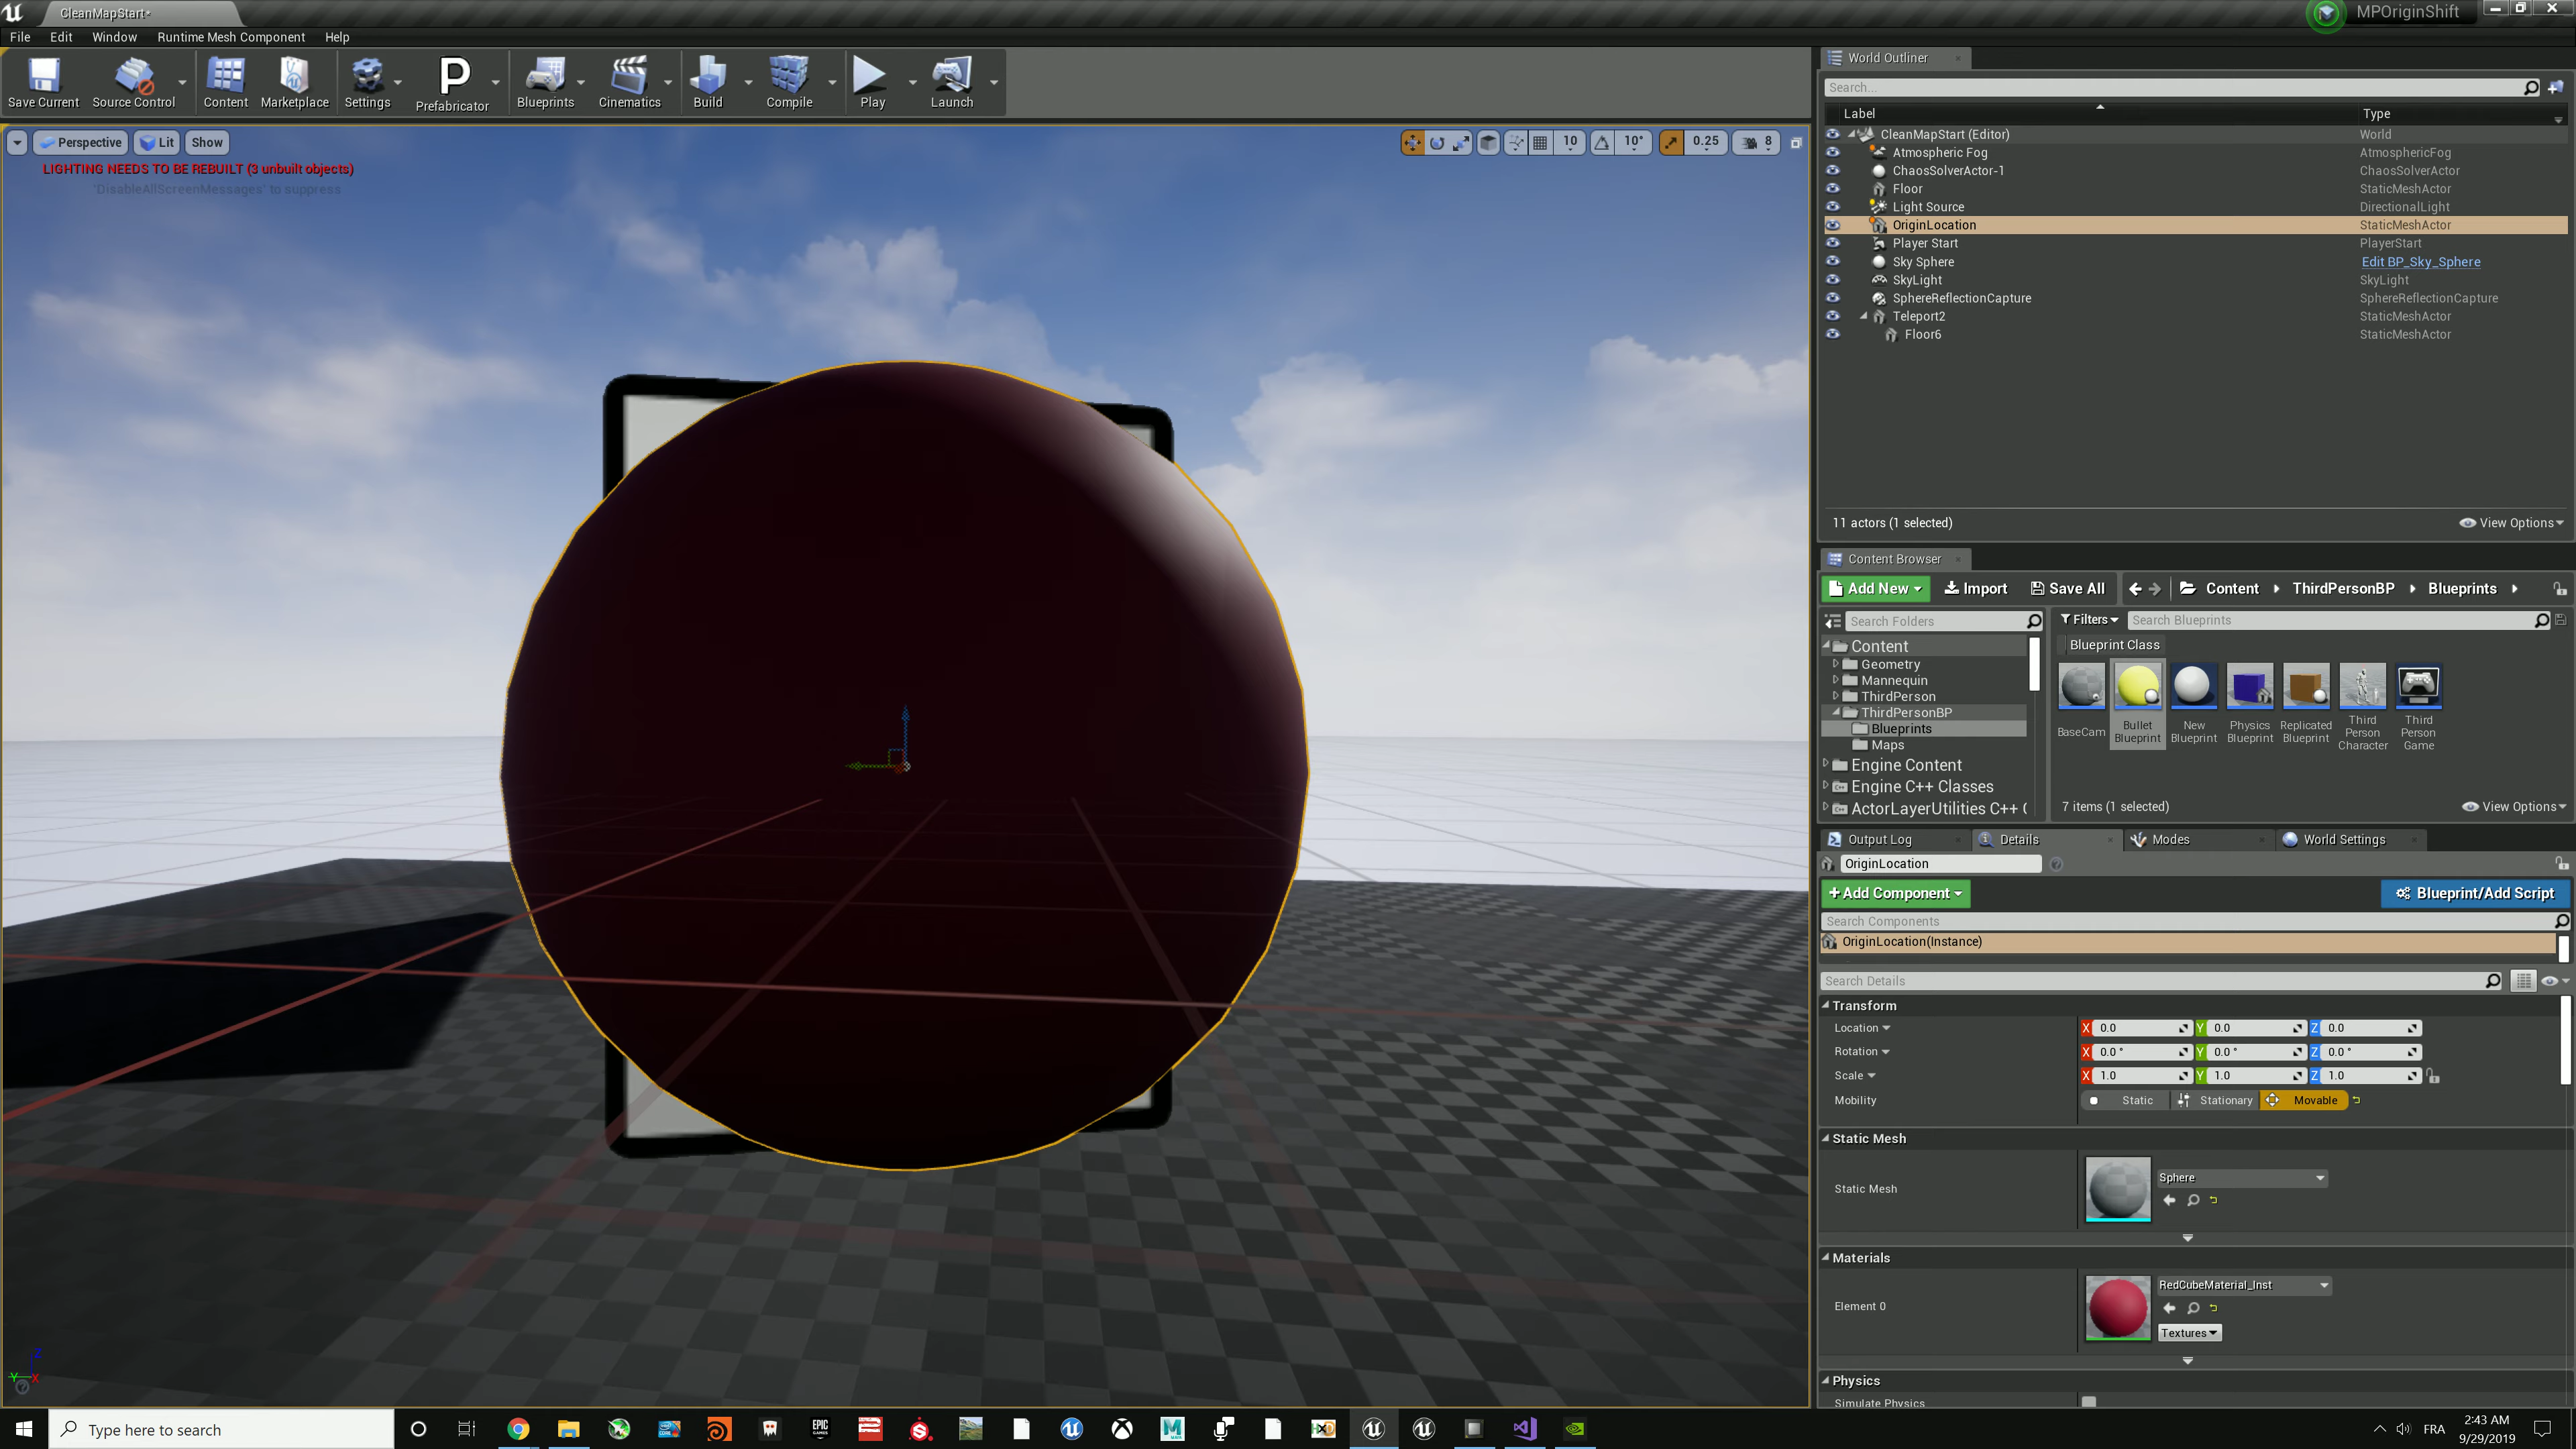 CleanMapStart*
MPOriginShift
File Edit Window Runtime Mesh Component Help
Save Current Source Control Content Marketplace Settings Prefabricator Blueprints Cinematics Build Compile Play Launch
Perspective Lit Show
10 10° 0.25 8
LIGHTING NEEDS TO BE REBUILT (3 unbuilt objects)
'DisableAllScreenMessages' to suppress
World Outliner
Search...
Label Type
CleanMapStart (Editor) World
Atmospheric Fog AtmosphericFog
ChaosSolverActor-1 ChaosSolverActor
Floor StaticMeshActor
Light Source DirectionalLight
OriginLocation StaticMeshActor
Player Start PlayerStart
Sky Sphere Edit BP_Sky_Sphere
SkyLight SkyLight
SphereReflectionCapture SphereReflectionCapture
Teleport2 StaticMeshActor
Floor6 StaticMeshActor
11 actors (1 selected) View Options
Content Browser
Add New Import Save All Content ThirdPersonBP Blueprints
Search Folders Filters Search Blueprints
Blueprint Class
Content
Geometry
Mannequin
ThirdPerson
ThirdPersonBP
Blueprints
Maps
Engine Content
Engine C++ Classes
ActorLayerUtilities C++ C
BaseCam
Bullet Blueprint
New Blueprint
Physics Blueprint
Replicated Blueprint
Third Person Character
Third Person Game
7 items (1 selected) View Options
Output Log Details Modes World Settings
OriginLocation
+Add Component Blueprint/Add Script
Search Components
OriginLocation(Instance)
Search Details
Transform
Location X 0.0 Y 0.0 Z 0.0
Rotation X 0.0 ° Y 0.0 ° Z 0.0 °
Scale X 1.0 Y 1.0 Z 1.0
Mobility Static Stationary Movable
Static Mesh
Static Mesh Sphere
Materials
Element 0 RedCubeMaterial_Inst
Textures
Physics
Simulate Physics
Z
Y X
Type here to search
FRA
2:43 AM
9/29/2019